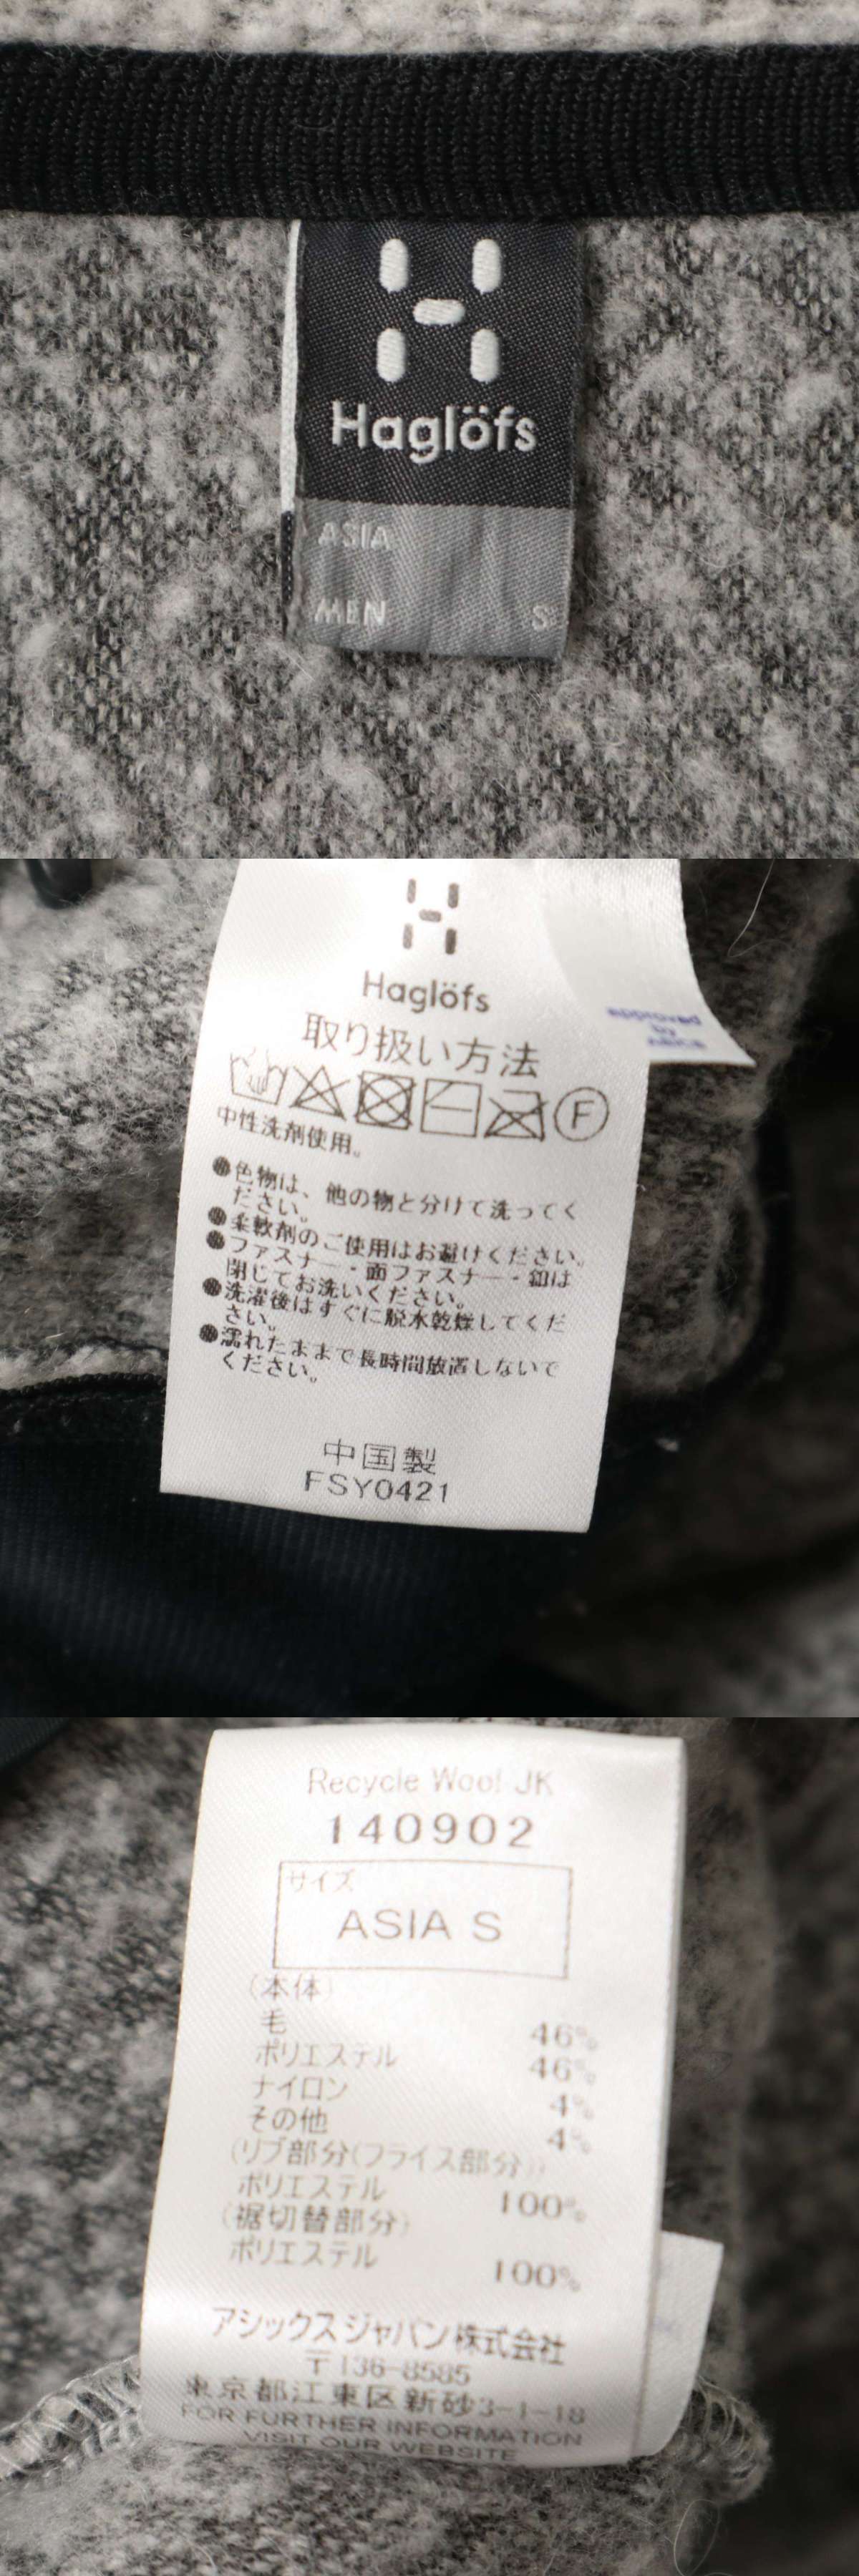 Haglöfs
ASIA
MEN S
Haglöfs
approved
by
取り扱い方法
F
中性洗剤使用。
●色物は、他の物と分けて洗ってく
ださい。
●柔軟剤のご使用はお避けください。
●ファスナー・面ファスナー・釦は
閉じてお洗いください。
●洗濯後はすぐに脱水乾燥してくだ
さい。
●濡れたままで長時間放置しないで
ください。
中国製
FSY0421
Recycle Wool JK
140902
サイズ
ASIA S
(本体)
毛 46%
ポリエステル 46%
ナイロン 4%
その他 4%
(リブ部分(フライス部分))
ポリエステル 100%
(裾切替部分)
ポリエステル 100%
アシックスジャパン株式会社
〒136-8585
東京都江東区新砂3-1-18
FOR FURTHER INFORMATION
VISIT OUR WEBSITE